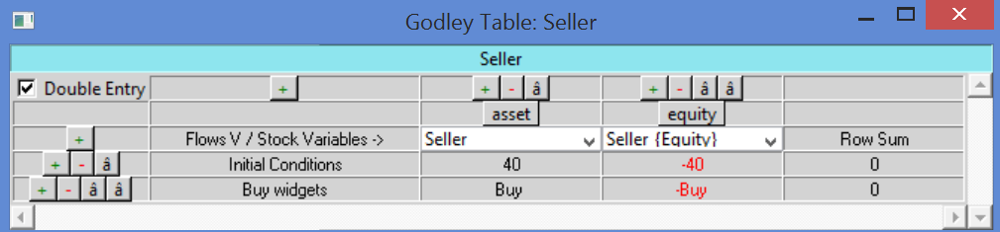 Godley Table: Seller
Seller
Double Entry + + - â + - â â
asset equity
+ Flows V / Stock Variables -> Seller Seller {Equity} Row Sum
+ - â Initial Conditions 40 -40 0
+ - â â Buy widgets Buy -Buy 0